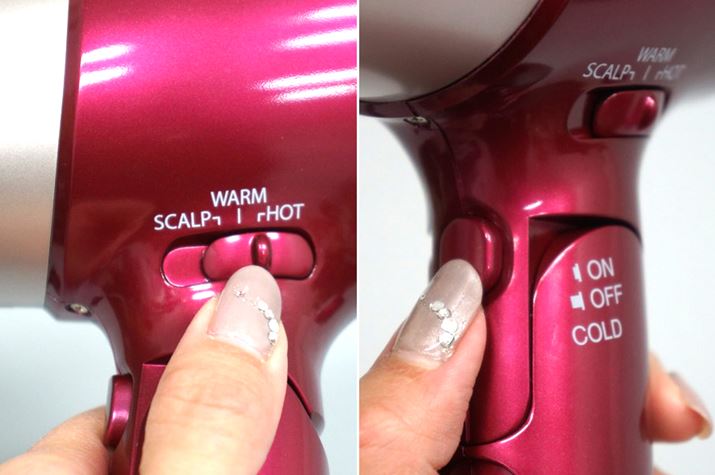 WARM
SCALP HOT
WARM
SCALP HOT
ON
OFF
COLD